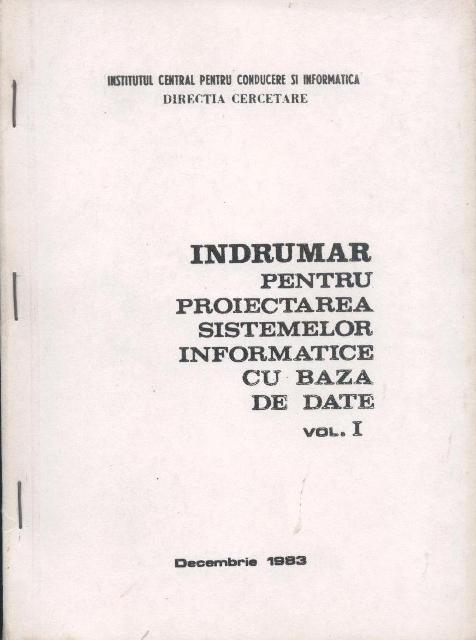 INSTITUTUL CENTRAL PENTRU CONDUCERE SI INFORMATICA
DIRECTIA CERCETARE
INDRUMAR
PENTRU
PROIECTAREA
SISTEMELOR
INFORMATICE
CU BAZA
DE DATE
VOL. I
Decembrie 1983